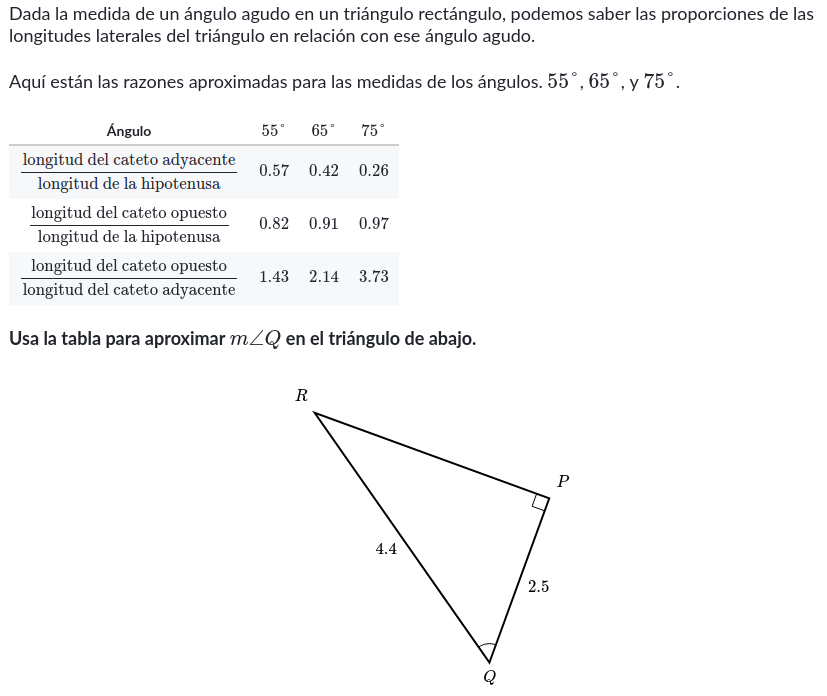 Dada la medida de un ángulo agudo en un triángulo rectángulo, podemos saber las proporciones de las
longitudes laterales del triángulo en relación con ese ángulo agudo.
Aquí están las razones aproximadas para las medidas de los ángulos. 55°, 65°, y 75°.
Ángulo 55° 65° 75°
longitud del cateto adyacente
longitud de la hipotenusa
0.57 0.42 0.26
longitud del cateto opuesto
longitud de la hipotenusa
0.82 0.91 0.97
longitud del cateto opuesto
longitud del cateto adyacente
1.43 2.14 3.73
Usa la tabla para aproximar m∠Q en el triángulo de abajo.
R
P
4.4
2.5
Q